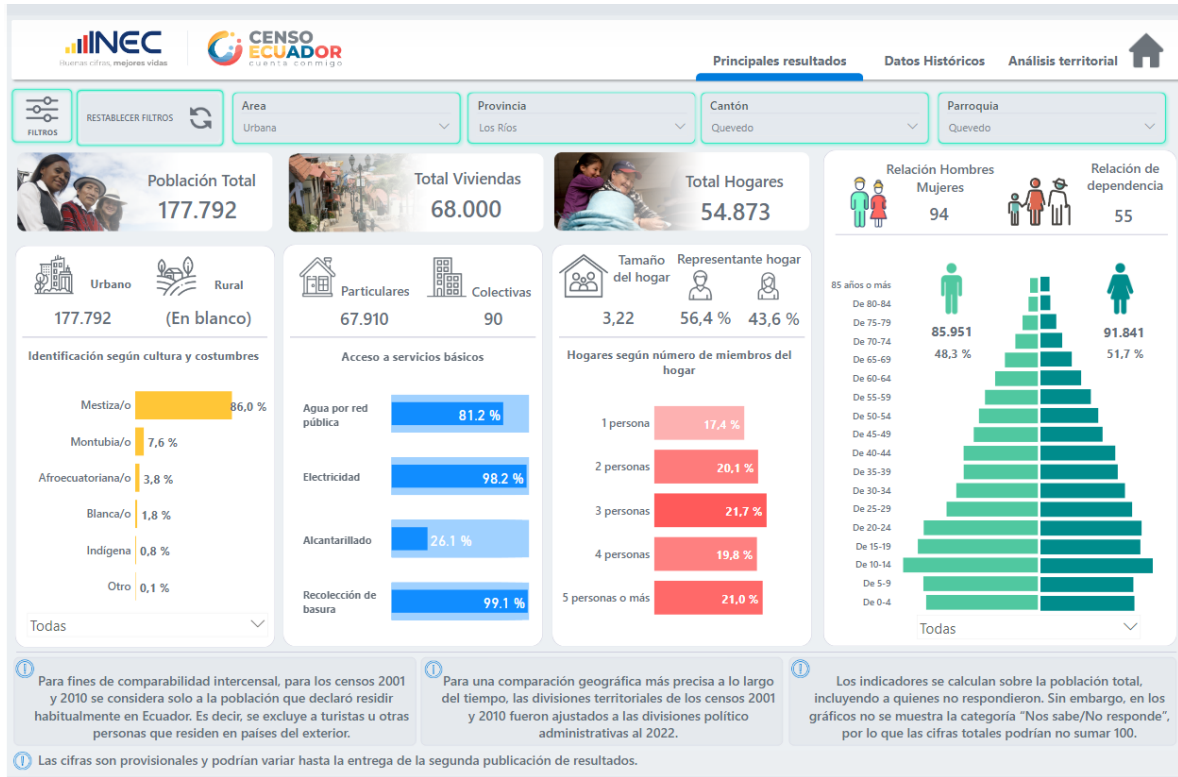 INEC
Buenas cifras, mejores vidas
CENSO
ECUADOR
cuenta conmigo
Principales resultados
Datos Históricos
Análisis territorial
FILTROS
RESTABLECER FILTROS
Area
Urbana
Provincia
Los Ríos
Cantón
Quevedo
Parroquia
Quevedo
Población Total
177.792
Total Viviendas
68.000
Total Hogares
54.873
Relación Hombres
Mujeres
94
Relación de
dependencia
55
Urbano
177.792
Rural
(En blanco)
Identificación según cultura y costumbres
Mestiza/o 86,0 %
Montubia/o 7,6 %
Afroecuatoriana/o 3,8 %
Blanca/o 1,8 %
Indígena 0,8 %
Otro 0,1 %
Todas
Particulares
67.910
Colectivas
90
Acceso a servicios básicos
Agua por red
pública
81.2 %
Electricidad 98.2 %
Alcantarillado 26.1 %
Recolección de
basura
99.1 %
Tamaño
del hogar
3,22
Representante hogar
56,4 % 43,6 %
Hogares según número de miembros del
hogar
1 persona 17,4 %
2 personas 20,1 %
3 personas 21,7 %
4 personas 19,8 %
5 personas o más 21,0 %
85.951
48,3 %
91.841
51,7 %
85 años o más
De 80-84
De 75-79
De 70-74
De 65-69
De 60-64
De 55-59
De 50-54
De 45-49
De 40-44
De 35-39
De 30-34
De 25-29
De 20-24
De 15-19
De 10-14
De 5-9
De 0-4
Todas
Para fines de comparabilidad intercensal, para los censos 2001
y 2010 se considera solo a la población que declaró residir
habitualmente en Ecuador. Es decir, se excluye a turistas u otras
personas que residen en países del exterior.
Para una comparación geográfica más precisa a lo largo
del tiempo, las divisiones territoriales de los censos 2001
y 2010 fueron ajustados a las divisiones político
administrativas al 2022.
Los indicadores se calculan sobre la población total,
incluyendo a quienes no respondieron. Sin embargo, en los
gráficos no se muestra la categoría “Nos sabe/No responde”,
por lo que las cifras totales podrían no sumar 100.
Las cifras son provisionales y podrían variar hasta la entrega de la segunda publicación de resultados.